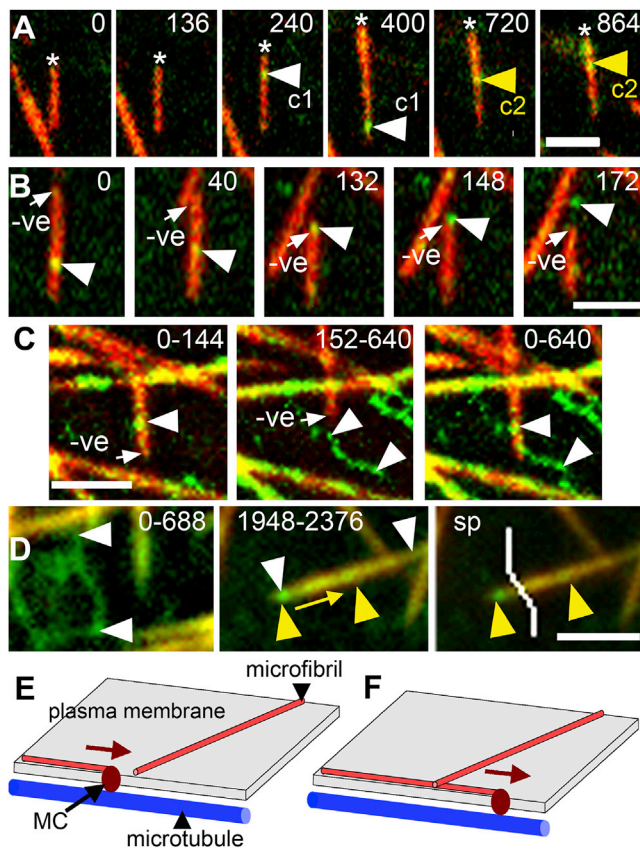 A 0 136 240 400 720 864
* * * * * *
c1 c1 c2 c2
B 0 40 132 148 172
-ve -ve -ve -ve -ve
C 0-144 152-640 0-640
-ve -ve
D 0-688 1948-2376 sp
E microfibril F
plasma membrane
MC
microtubule